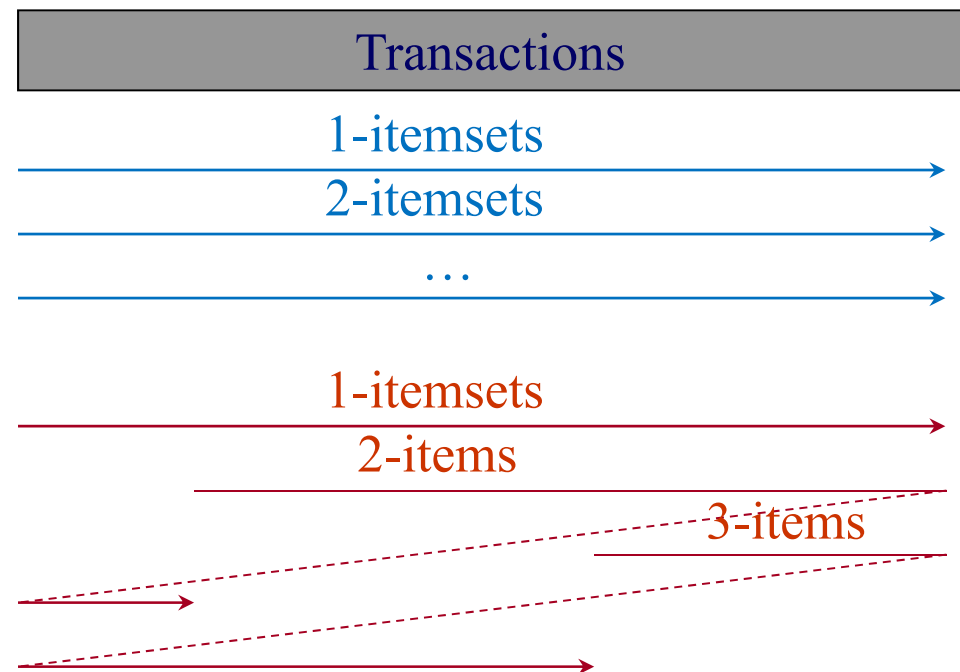 Transactions
1-itemsets
2-itemsets
…
1-itemsets
2-items
3-items